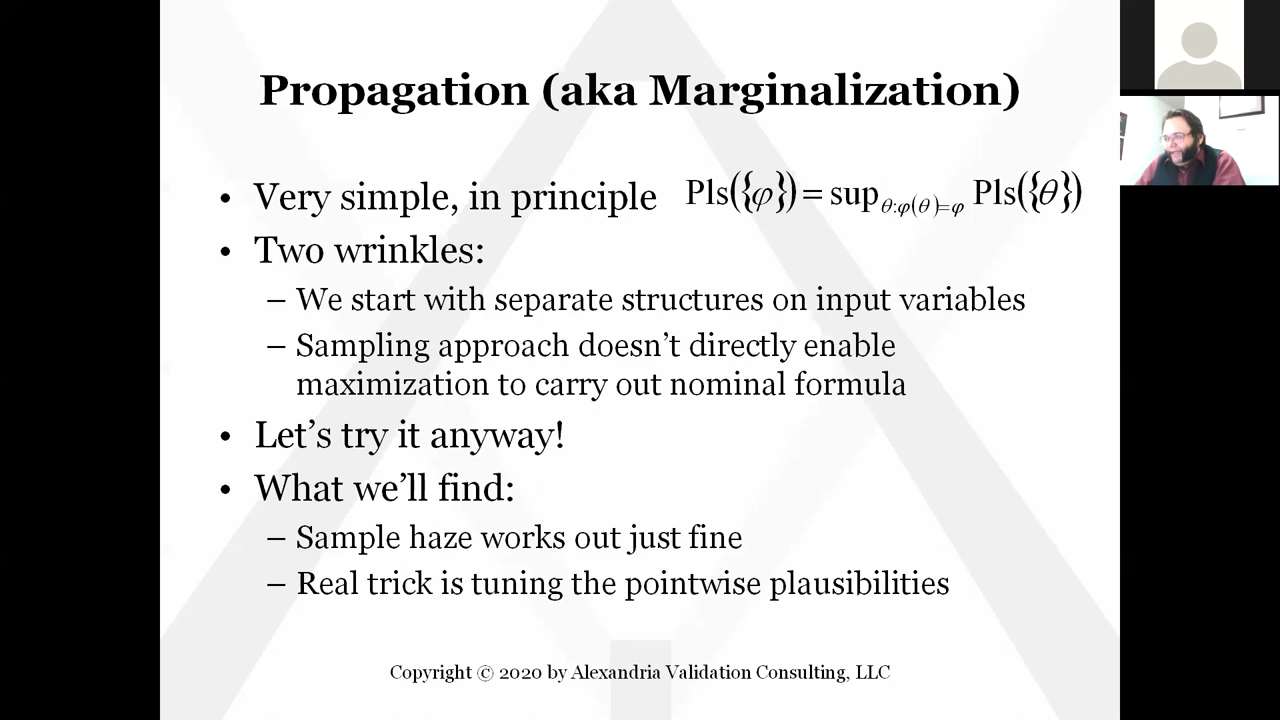 Propagation (aka Marginalization)
• Very simple, in principle Pls({φ}) = sup_{θ:φ(θ)=φ} Pls({θ})
• Two wrinkles:
– We start with separate structures on input variables
– Sampling approach doesn’t directly enable
maximization to carry out nominal formula
• Let’s try it anyway!
• What we’ll find:
– Sample haze works out just fine
– Real trick is tuning the pointwise plausibilities
Copyright © 2020 by Alexandria Validation Consulting, LLC